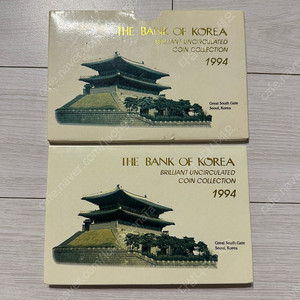 THE BANK OF KOREA
BRILLIANT UNCIRCULATED
COIN COLLECTION
1994
Great South Gate
Seoul, Korea
THE BANK OF KOREA
BRILLIANT UNCIRCULATED
COIN COLLECTION
1994
Great South Gate
Seoul, Korea